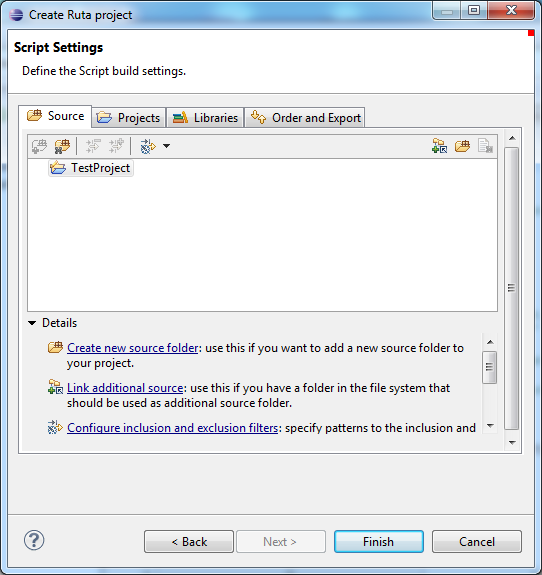 Create Ruta project
Script Settings
Define the Script build settings.
Source Projects Libraries Order and Export
TestProject
Details
Create new source folder: use this if you want to add a new source folder to
your project.
Link additional source: use this if you have a folder in the file system that
should be used as additional source folder.
Configure inclusion and exclusion filters: specify patterns to the inclusion and
< Back Next > Finish Cancel